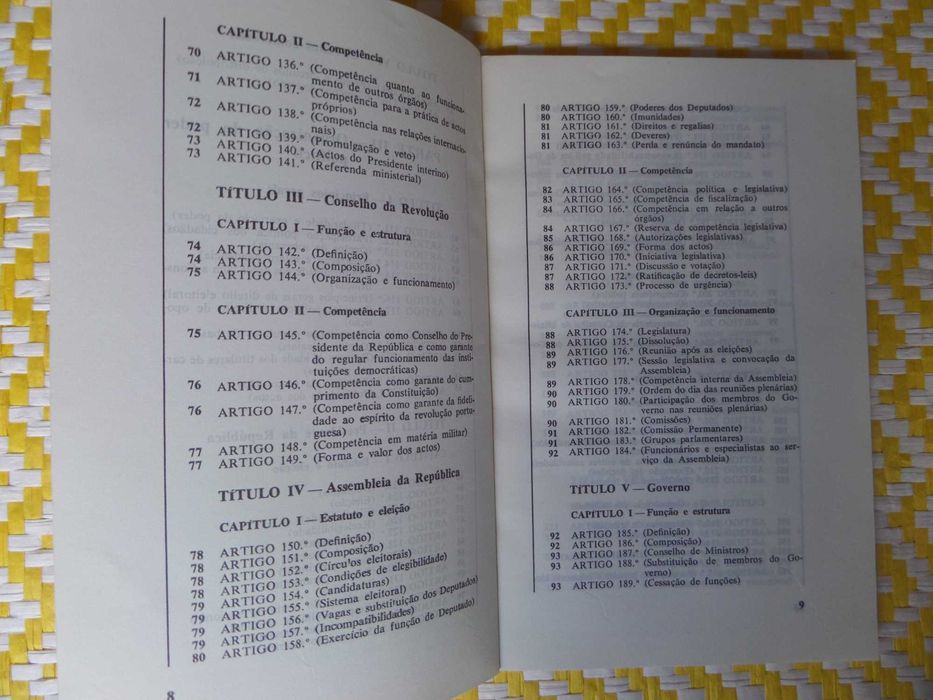 CAPÍTULO II — Competência
70 ARTIGO 136.º (Competência quanto ao funciona-
mento de outros órgãos)
71 ARTIGO 137.º (Competência para a prática de actos
próprios)
72 ARTIGO 138.º (Competência nas relações internacio-
nais)
72 ARTIGO 139.º (Promulgação e veto)
73 ARTIGO 140.º (Actos do Presidente interino)
73 ARTIGO 141.º (Referenda ministerial)
TÍTULO III — Conselho da Revolução
CAPÍTULO I — Função e estrutura
74 ARTIGO 142.º (Definição)
74 ARTIGO 143.º (Composição)
75 ARTIGO 144.º (Organização e funcionamento)
CAPÍTULO II — Competência
75 ARTIGO 145.º (Competência como Conselho do Pre-
sidente da República e como garante
do regular funcionamento das insti-
tuições democráticas)
76 ARTIGO 146.º (Competência como garante do cum-
primento da Constituição)
76 ARTIGO 147.º (Competência como garante da fideli-
dade ao espírito da revolução portu-
guesa)
77 ARTIGO 148.º (Competência em matéria militar)
77 ARTIGO 149.º (Forma e valor dos actos)
TÍTULO IV — Assembleia da República
CAPÍTULO I — Estatuto e eleição
78 ARTIGO 150.º (Definição)
78 ARTIGO 151.º (Composição)
78 ARTIGO 152.º (Círculos eleitorais)
78 ARTIGO 153.º (Condições de elegibilidade)
78 ARTIGO 154.º (Candidaturas)
79 ARTIGO 155.º (Sistema eleitoral)
79 ARTIGO 156.º (Vagas e substituição dos Deputados)
79 ARTIGO 157.º (Incompatibilidades)
80 ARTIGO 158.º (Exercício da função de Deputado)
8
80 ARTIGO 159.º (Poderes dos Deputados)
80 ARTIGO 160.º (Imunidades)
81 ARTIGO 161.º (Direitos e regalias)
81 ARTIGO 162.º (Deveres)
81 ARTIGO 163.º (Perda e renúncia do mandato)
CAPÍTULO II — Competência
82 ARTIGO 164.º (Competência política e legislativa)
83 ARTIGO 165.º (Competência de fiscalização)
84 ARTIGO 166.º (Competência em relação a outros
órgãos)
84 ARTIGO 167.º (Reserva de competência legislativa)
85 ARTIGO 168.º (Autorizações legislativas)
86 ARTIGO 169.º (Forma dos actos)
86 ARTIGO 170.º (Iniciativa legislativa)
87 ARTIGO 171.º (Discussão e votação)
87 ARTIGO 172.º (Ratificação de decretos-leis)
88 ARTIGO 173.º (Processo de urgência)
CAPÍTULO III — Organização e funcionamento
88 ARTIGO 174.º (Legislatura)
88 ARTIGO 175.º (Dissolução)
89 ARTIGO 176.º (Reunião após as eleições)
89 ARTIGO 177.º (Sessão legislativa e convocação da
Assembleia)
89 ARTIGO 178.º (Competência interna da Assembleia)
90 ARTIGO 179.º (Ordem do dia das reuniões plenárias)
90 ARTIGO 180.º (Participação dos membros do Go-
verno nas reuniões plenárias)
90 ARTIGO 181.º (Comissões)
91 ARTIGO 182.º (Comissão Permanente)
91 ARTIGO 183.º (Grupos parlamentares)
92 ARTIGO 184.º (Funcionários e especialistas ao ser-
viço da Assembleia)
TÍTULO V — Governo
CAPÍTULO I — Função e estrutura
92 ARTIGO 185.º (Definição)
92 ARTIGO 186.º (Composição)
93 ARTIGO 187.º (Conselho de Ministros)
93 ARTIGO 188.º (Substituição de membros do Go-
verno)
93 ARTIGO 189.º (Cessação de funções)
9